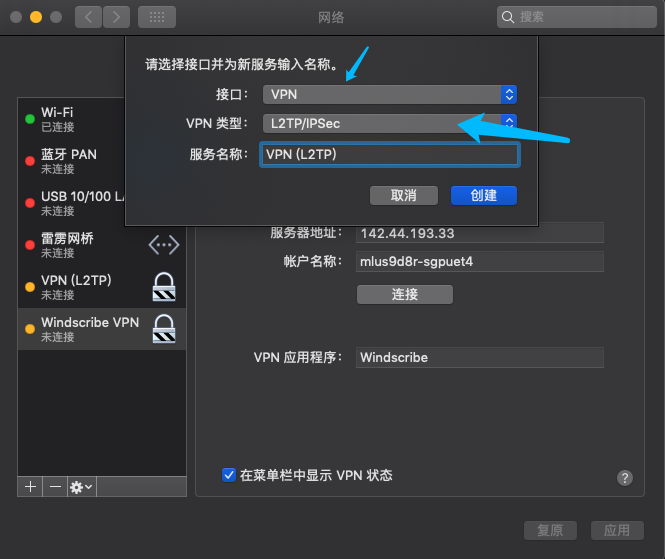 网络
搜索
请选择接口并为新服务输入名称。
接口： VPN
VPN 类型： L2TP/IPSec
服务名称： VPN (L2TP)
取消 创建
Wi-Fi
已连接
蓝牙 PAN
未连接
USB 10/100 LA
未连接
雷雳网桥
未连接
VPN (L2TP)
未连接
Windscribe VPN
未连接
服务器地址： 142.44.193.33
帐户名称： mlus9d8r-sgpuet4
连接
VPN 应用程序： Windscribe
在菜单栏中显示 VPN 状态
?
复原 应用